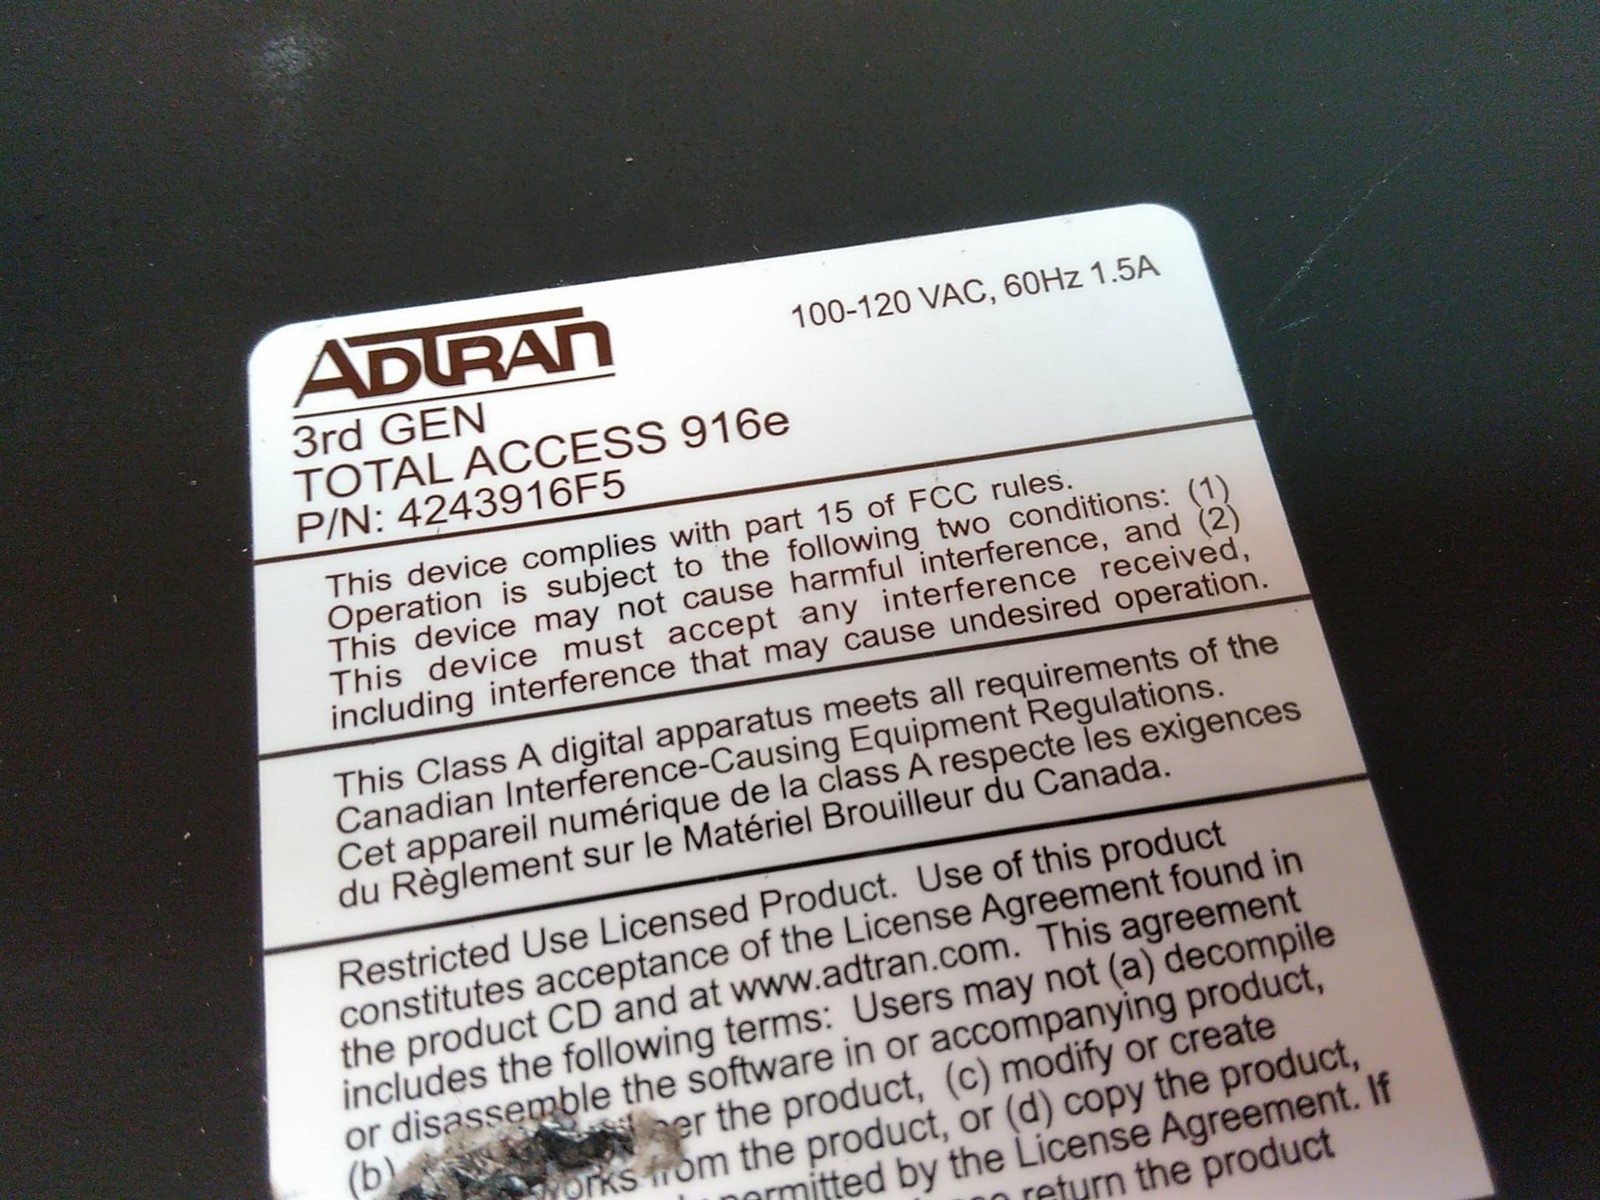 ADTRAN
100-120 VAC, 60Hz 1.5A
3rd GEN
TOTAL ACCESS 916e
P/N: 4243916F5
This device complies with part 15 of FCC rules.
Operation is subject to the following two conditions: (1)
This device may not cause harmful interference, and (2)
This device must accept any interference received,
including interference that may cause undesired operation.
This Class A digital apparatus meets all requirements of the
Canadian Interference-Causing Equipment Regulations.
Cet appareil numérique de la class A respecte les exigences
du Règlement sur le Matériel Brouilleur du Canada.
Restricted Use Licensed Product. Use of this product
constitutes acceptance of the License Agreement found in
the product CD and at www.adtran.com. This agreement
includes the following terms: Users may not (a) decompile
or disassemble the software in or accompanying product,
(b) the product, (c) modify or create
from the product, or (d) copy the product,
permitted by the License Agreement. If
return the product